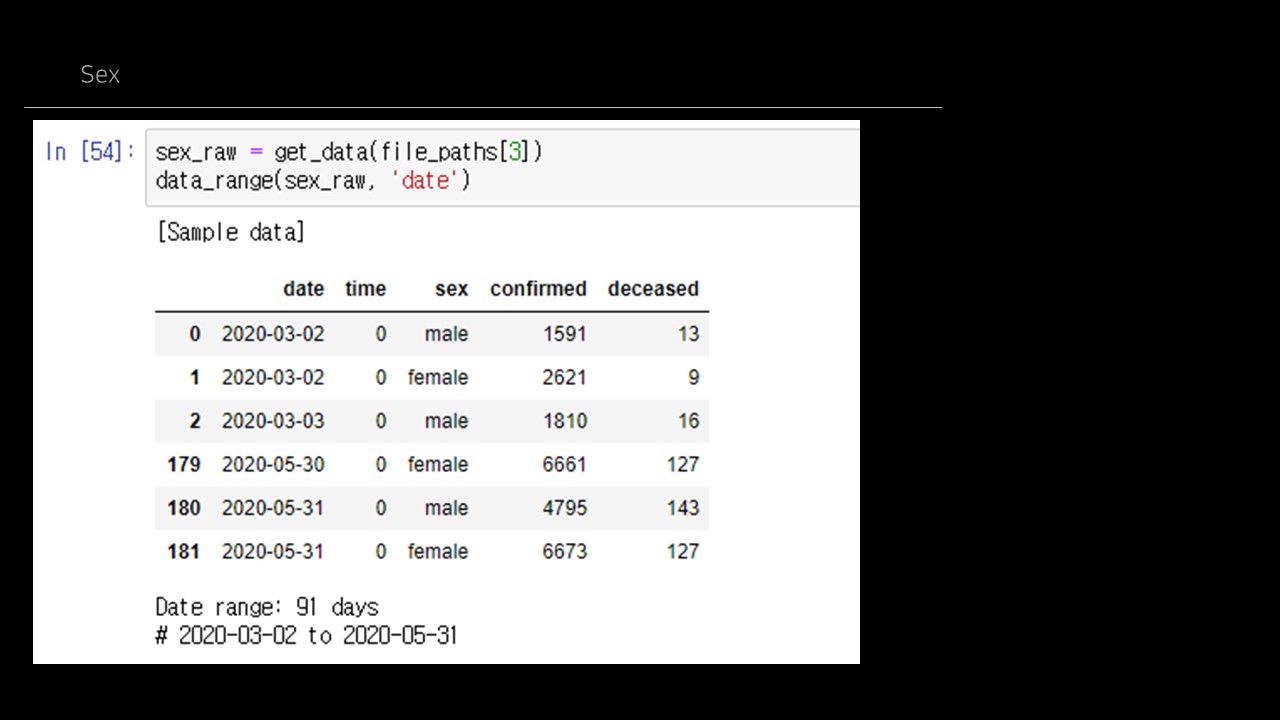 Sex
In [54]: sex_raw = get_data(file_paths[3])
data_range(sex_raw, 'date')
[Sample data]
date time sex confirmed deceased
0 2020-03-02 0 male 1591 13
1 2020-03-02 0 female 2621 9
2 2020-03-03 0 male 1810 16
179 2020-05-30 0 female 6661 127
180 2020-05-31 0 male 4795 143
181 2020-05-31 0 female 6673 127
Date range: 91 days
# 2020-03-02 to 2020-05-31